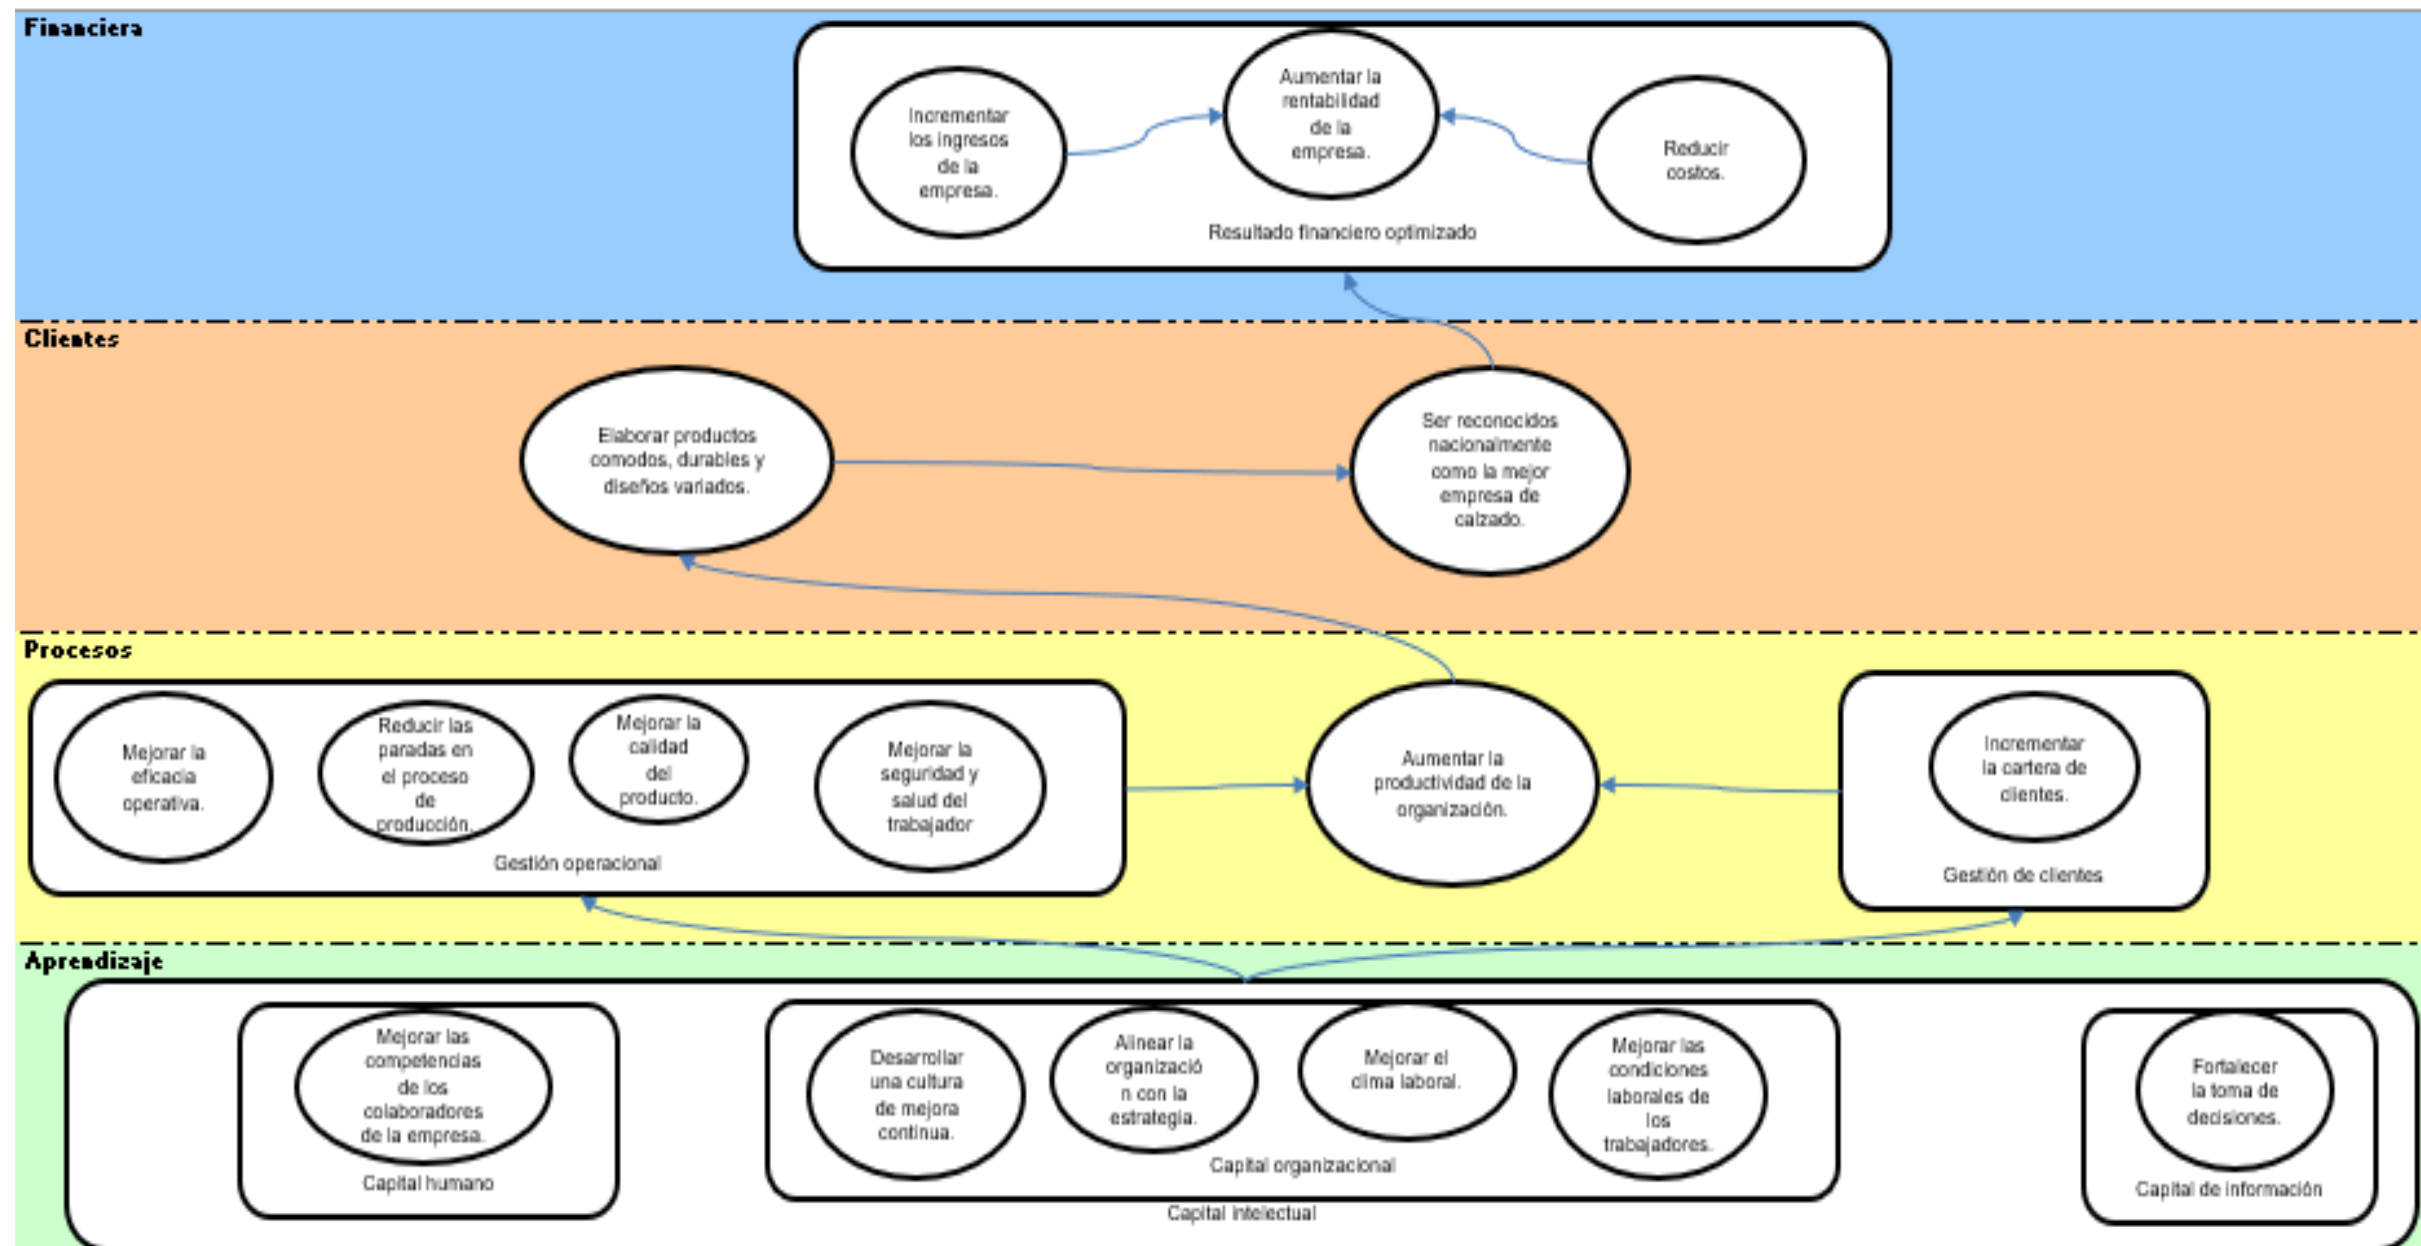 Financiera
Incrementar
los ingresos
de la
empresa.
Aumentar la
rentabilidad
de la
empresa.
Reducir
costos.
Resultado financiero optimizado
Clientes
Elaborar productos
comodos, durables y
diseños variados.
Ser reconocidos
nacionalmente
como la mejor
empresa de
calzado.
Procesos
Mejorar la
eficacia
operativa.
Reducir las
paradas en
el proceso
de
producción.
Mejorar la
calidad
del
producto.
Mejorar la
seguridad y
salud del
trabajador
Gestión operacional
Aumentar la
productividad de la
organización.
Incrementar
la cartera de
clientes.
Gestión de clientes
Aprendizaje
Mejorar las
competencias
de los
colaboradores
de la empresa.
Capital humano
Desarrollar
una cultura
de mejora
continua.
Alinear la
organizació
n con la
estrategia.
Mejorar el
clima laboral.
Mejorar las
condiciones
laborales de
los
trabajadores.
Capital organizacional
Fortalecer
la toma de
decisiones.
Capital de información
Capital intelectual